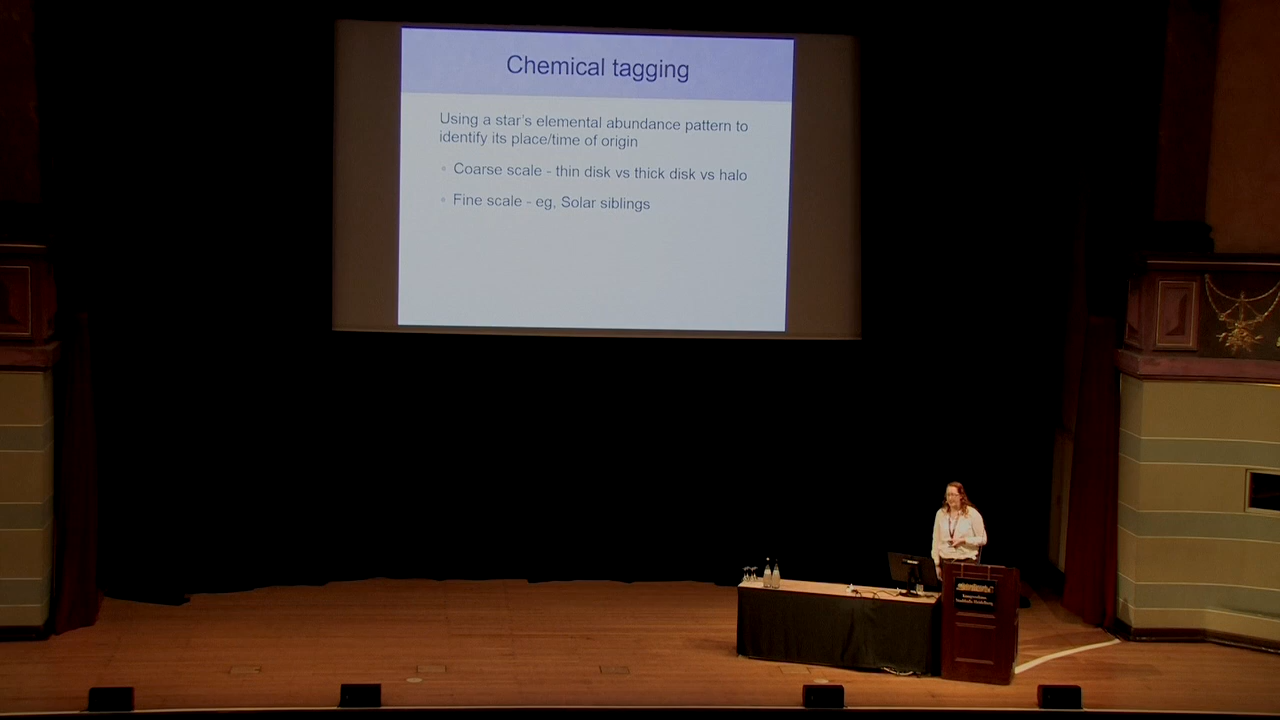 Chemical tagging
Using a star's elemental abundance pattern to
identify its place/time of origin
Coarse scale - thin disk vs thick disk vs halo
Fine scale - eg, Solar siblings